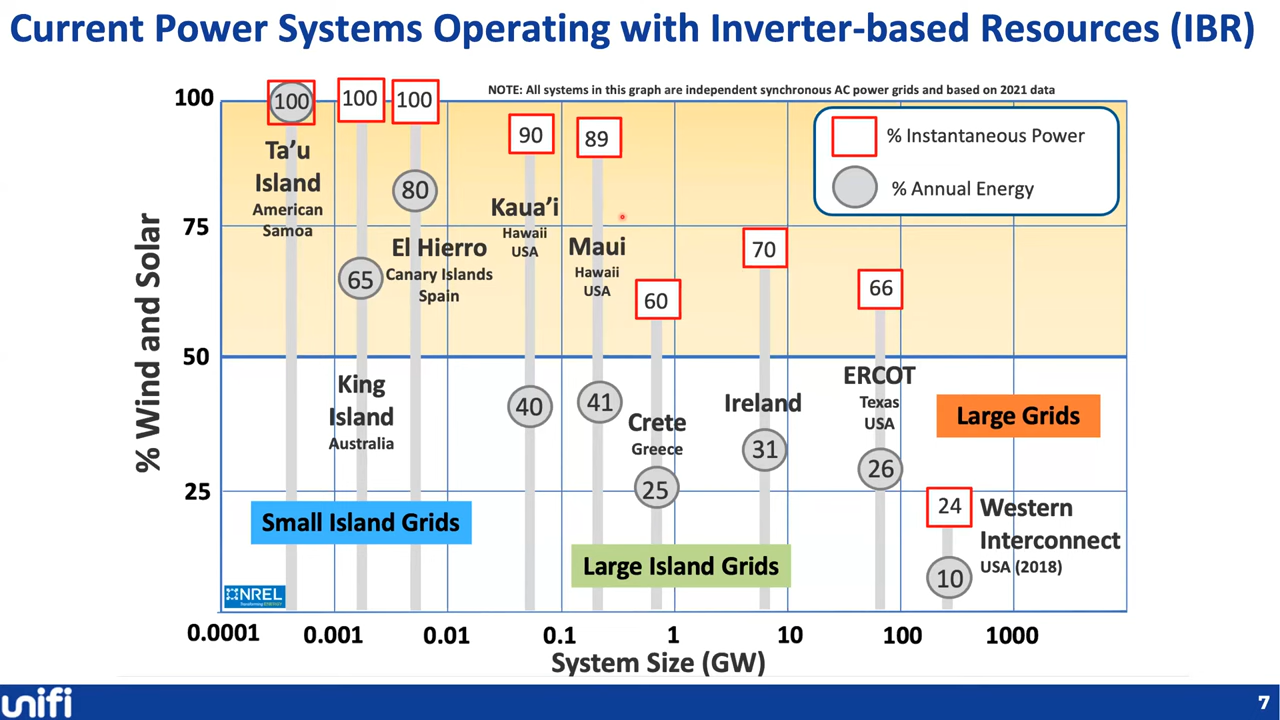 Current Power Systems Operating with Inverter-based Resources (IBR)
NOTE: All systems in this graph are independent synchronous AC power grids and based on 2021 data
% Instantaneous Power
% Annual Energy
% Wind and Solar
100
75
50
25
100
Ta'u
Island
American
Samoa
100
65
King
Island
Australia
100
80
El Hierro
Canary Islands
Spain
90
Kaua'i
Hawaii
USA
40
89
Maui
Hawaii
USA
41
60
Crete
Greece
25
70
Ireland
31
66
ERCOT
Texas
USA
26
24
Western
Interconnect
USA (2018)
10
Small Island Grids
Large Island Grids
Large Grids
NREL
Transforming ENERGY
0.0001 0.001 0.01 0.1 1 10 100 1000
System Size (GW)
unifi
7